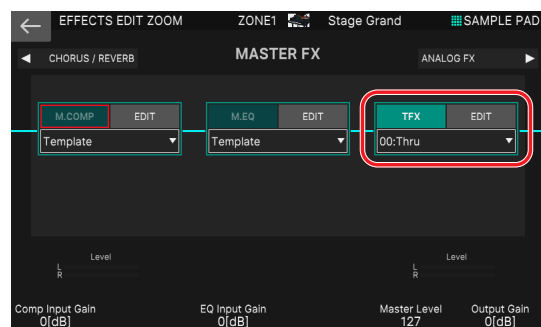 EFFECTS EDIT ZOOM ZONE1 Stage Grand SAMPLE PAD
CHORUS / REVERB MASTER FX ANALOG FX
M.COMP EDIT M.EQ EDIT TFX EDIT
Template Template 00:Thru
Level Level
L L
R R
Comp Input Gain EQ Input Gain Master Level Output Gain
0[dB] 0[dB] 127 0[dB]